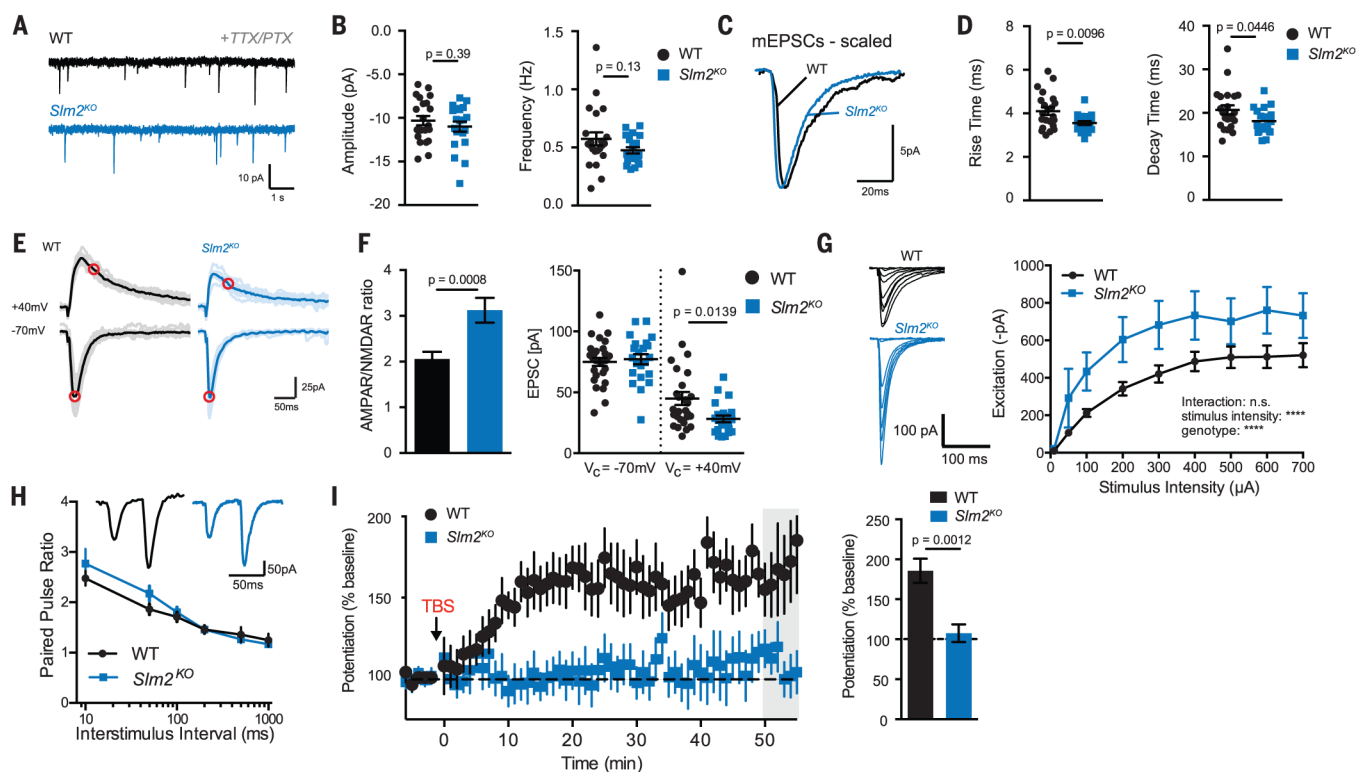 A
WT
+TTX/PTX
Slm2KO
10 pA
1 s
B
Amplitude (pA)
-5.0
-10
-15
-20
p = 0.39
Frequency (Hz)
1.5
1.0
0.5
0.0
p = 0.13
WT
Slm2KO
C
mEPSCs - scaled
WT
Slm2KO
5pA
20ms
D
Rise Time (ms)
8
6
4
2
0
p = 0.0096
Decay Time (ms)
40
30
20
10
0
p = 0.0446
WT
Slm2KO
E
WT
Slm2KO
+40mV
-70mV
25pA
50ms
F
AMPAR/NMDAR ratio
4
3
2
1
0
p = 0.0008
EPSC [pA]
150
100
50
0
p = 0.0139
VC = -70mV
VC = +40mV
WT
Slm2KO
G
WT
Slm2KO
100 pA
100 ms
Excitation (-pA)
1000
800
600
400
200
0
WT
Slm2KO
Interaction: n.s.
stimulus intensity: ****
genotype: ****
0 100 200 300 400 500 600 700
Stimulus Intensity (µA)
H
Paired Pulse Ratio
4
3
2
1
0
50pA
50ms
WT
Slm2 KO
10 100 1000
Interstimulus Interval (ms)
I
Potentiation (% baseline)
200
150
100
WT
Slm2KO
TBS
0 10 20 30 40 50
Time (min)
WT
Slm2KO
Potentiation (% baseline)
250
200
150
100
50
0
p = 0.0012